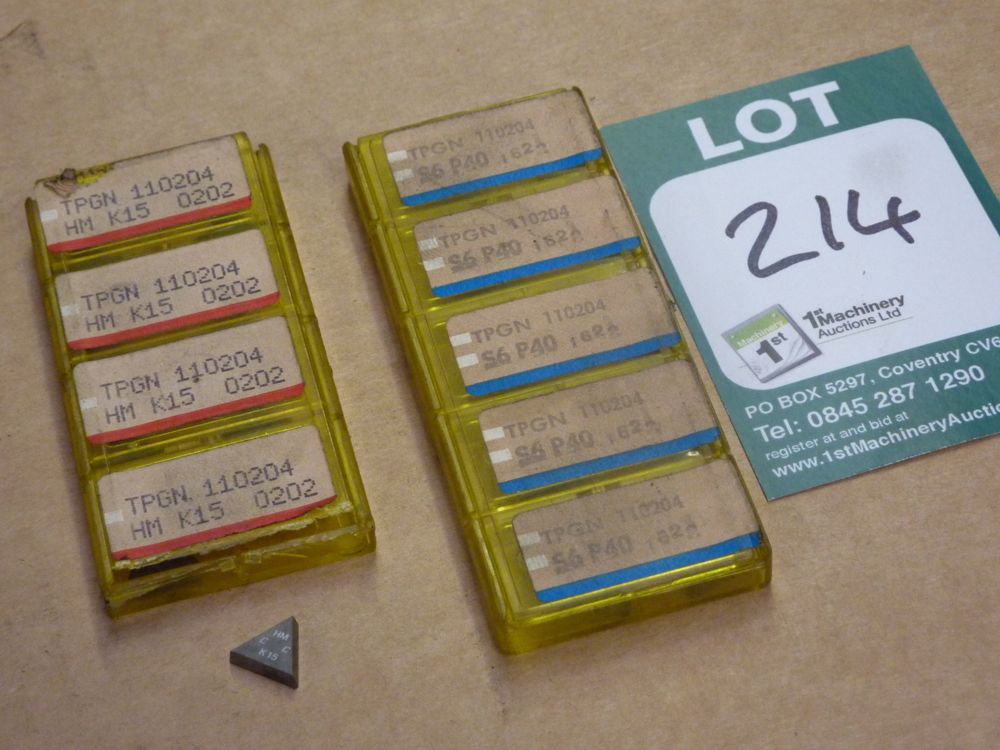 TPGN 110204
HM K15 0202
TPGN 110204
HM K15 0202
TPGN 110204
HM K15 0202
TPGN 110204
HM K15 0202
HM
C C
K15
TPGN 110204
S6 P40
TPGN 110204
S6 P40
TPGN 110204
S6 P40
TPGN 110204
S6 P40
TPGN 110204
S6 P40
LOT
214
Machinery
1st
1st Machinery
Auctions Ltd
PO BOX 5297, Coventry CV6
Tel: 0845 287 1290
register at and bid at
www.1stMachineryAuctio